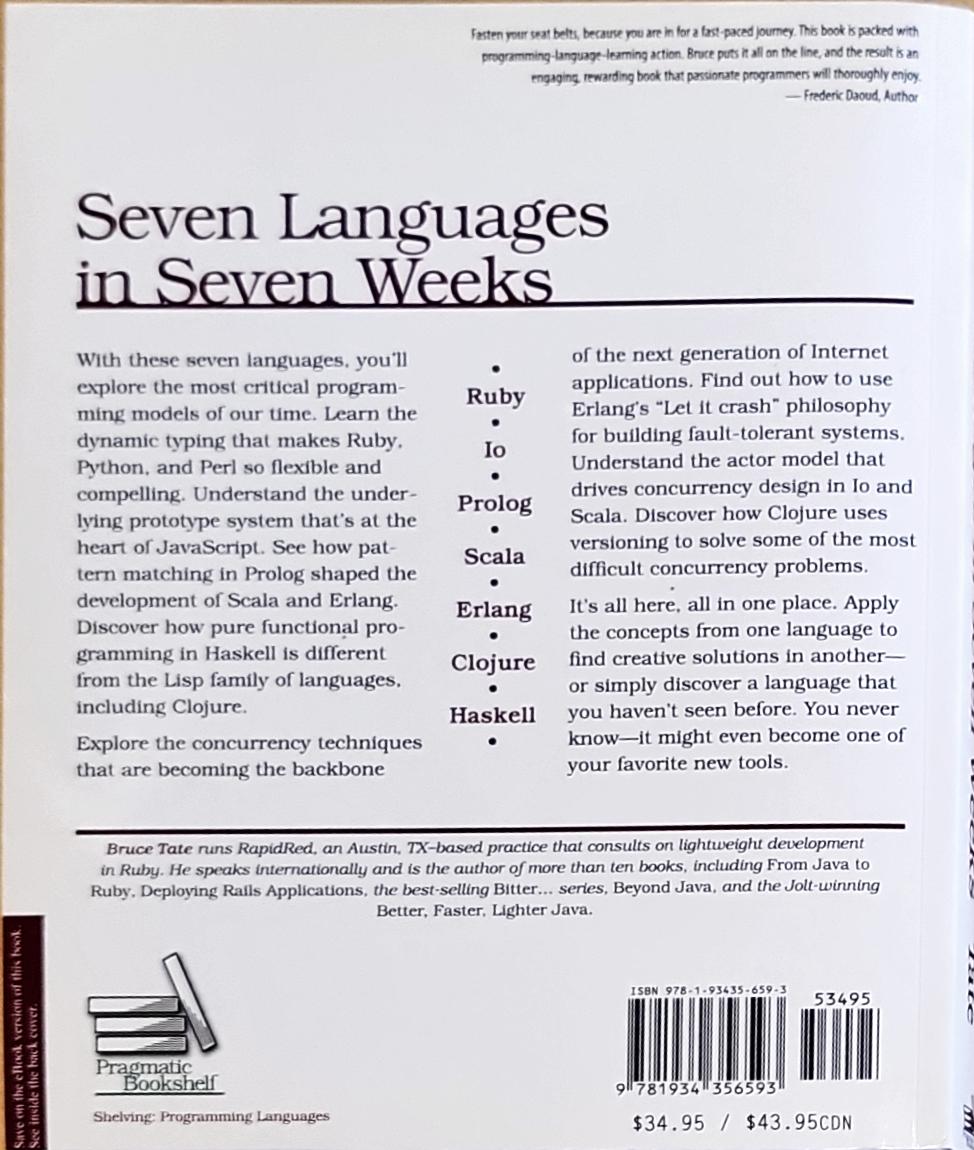 Fasten your seat belts, because you are in for a fast-paced journey. This book is packed with
programming-language-learning action. Bruce puts it all on the line, and the result is an
engaging, rewarding book that passionate programmers will thoroughly enjoy.
— Frederic Daoud, Author
Seven Languages
in Seven Weeks
With these seven languages, you'll
explore the most critical program-
ming models of our time. Learn the
dynamic typing that makes Ruby,
Python, and Perl so flexible and
compelling. Understand the under-
lying prototype system that's at the
heart of JavaScript. See how pat-
tern matching in Prolog shaped the
development of Scala and Erlang.
Discover how pure functional pro-
gramming in Haskell is different
from the Lisp family of languages,
including Clojure.
Explore the concurrency techniques
that are becoming the backbone
•
Ruby
•
Io
•
Prolog
•
Scala
•
Erlang
•
Clojure
•
Haskell
•
of the next generation of Internet
applications. Find out how to use
Erlang's "Let it crash" philosophy
for building fault-tolerant systems.
Understand the actor model that
drives concurrency design in Io and
Scala. Discover how Clojure uses
versioning to solve some of the most
difficult concurrency problems.
It's all here, all in one place. Apply
the concepts from one language to
find creative solutions in another—
or simply discover a language that
you haven't seen before. You never
know—it might even become one of
your favorite new tools.
Bruce Tate runs RapidRed, an Austin, TX-based practice that consults on lightweight development
in Ruby. He speaks internationally and is the author of more than ten books, including From Java to
Ruby, Deploying Rails Applications, the best-selling Bitter... series, Beyond Java, and the Jolt-winning
Better, Faster, Lighter Java.
Save on the eBook version of this book.
See inside the back cover.
Pragmatic
Bookshelf
Shelving: Programming Languages
ISBN 978-1-93435-659-3
53495
9 781934 356593
$34.95 / $43.95CDN